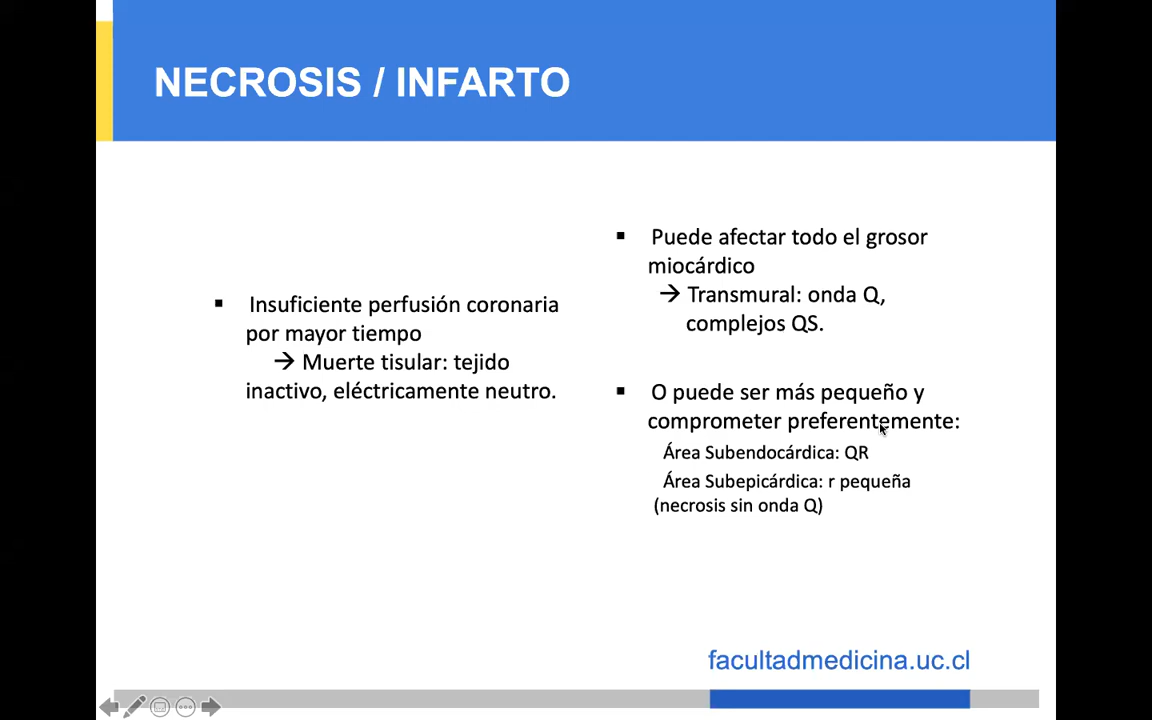 NECROSIS / INFARTO
▪ Insuficiente perfusión coronaria
por mayor tiempo
→ Muerte tisular: tejido
inactivo, eléctricamente neutro.
▪ Puede afectar todo el grosor
miocárdico
→ Transmural: onda Q,
complejos QS.
▪ O puede ser más pequeño y
comprometer preferentemente:
Área Subendocárdica: QR
Área Subepicárdica: r pequeña
(necrosis sin onda Q)
facultadmedicina.uc.cl